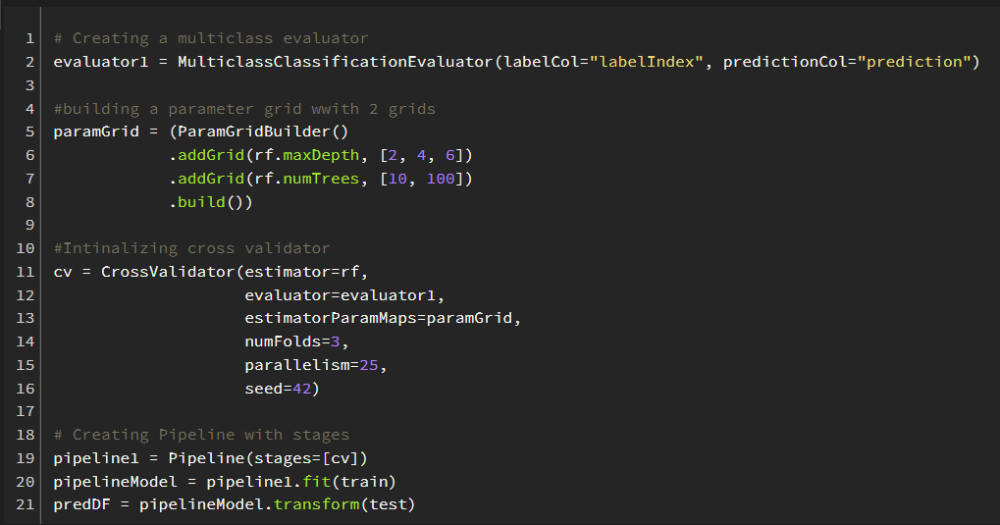 1 # Creating a multiclass evaluator
2 evaluator1 = MulticlassClassificationEvaluator(labelCol="labelIndex", predictionCol="prediction")
3
4 #building a parameter grid wwith 2 grids
5 paramGrid = (ParamGridBuilder()
6 .addGrid(rf.maxDepth, [2, 4, 6])
7 .addGrid(rf.numTrees, [10, 100])
8 .build())
9
10 #Intinalizing cross validator
11 cv = CrossValidator(estimator=rf,
12 evaluator=evaluator1,
13 estimatorParamMaps=paramGrid,
14 numFolds=3,
15 parallelism=25,
16 seed=42)
17
18 # Creating Pipeline with stages
19 pipeline1 = Pipeline(stages=[cv])
20 pipelineModel = pipeline1.fit(train)
21 predDF = pipelineModel.transform(test)